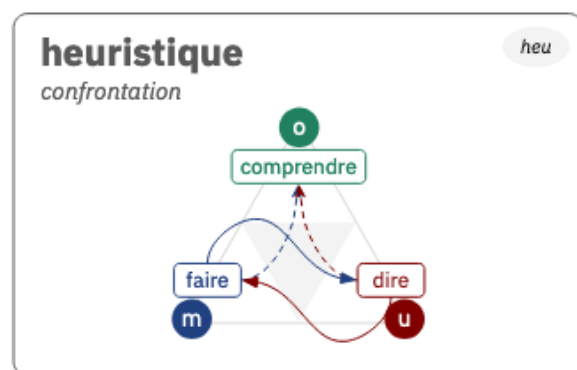 heuristique
heu
confrontation
o
comprendre
faire
dire
m
u